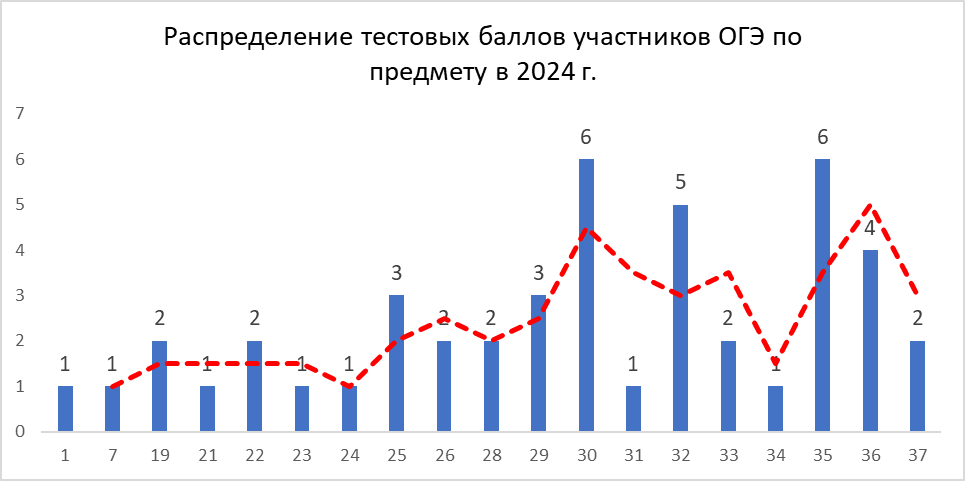 Распределение тестовых баллов участников ОГЭ по
предмету в 2024 г.
7
6
5
4
3
2
1
0
1 1 2 1 2 1 1 3 2 2 3 6 1 5 2 1 6 4 2
1 7 19 21 22 23 24 25 26 28 29 30 31 32 33 34 35 36 37